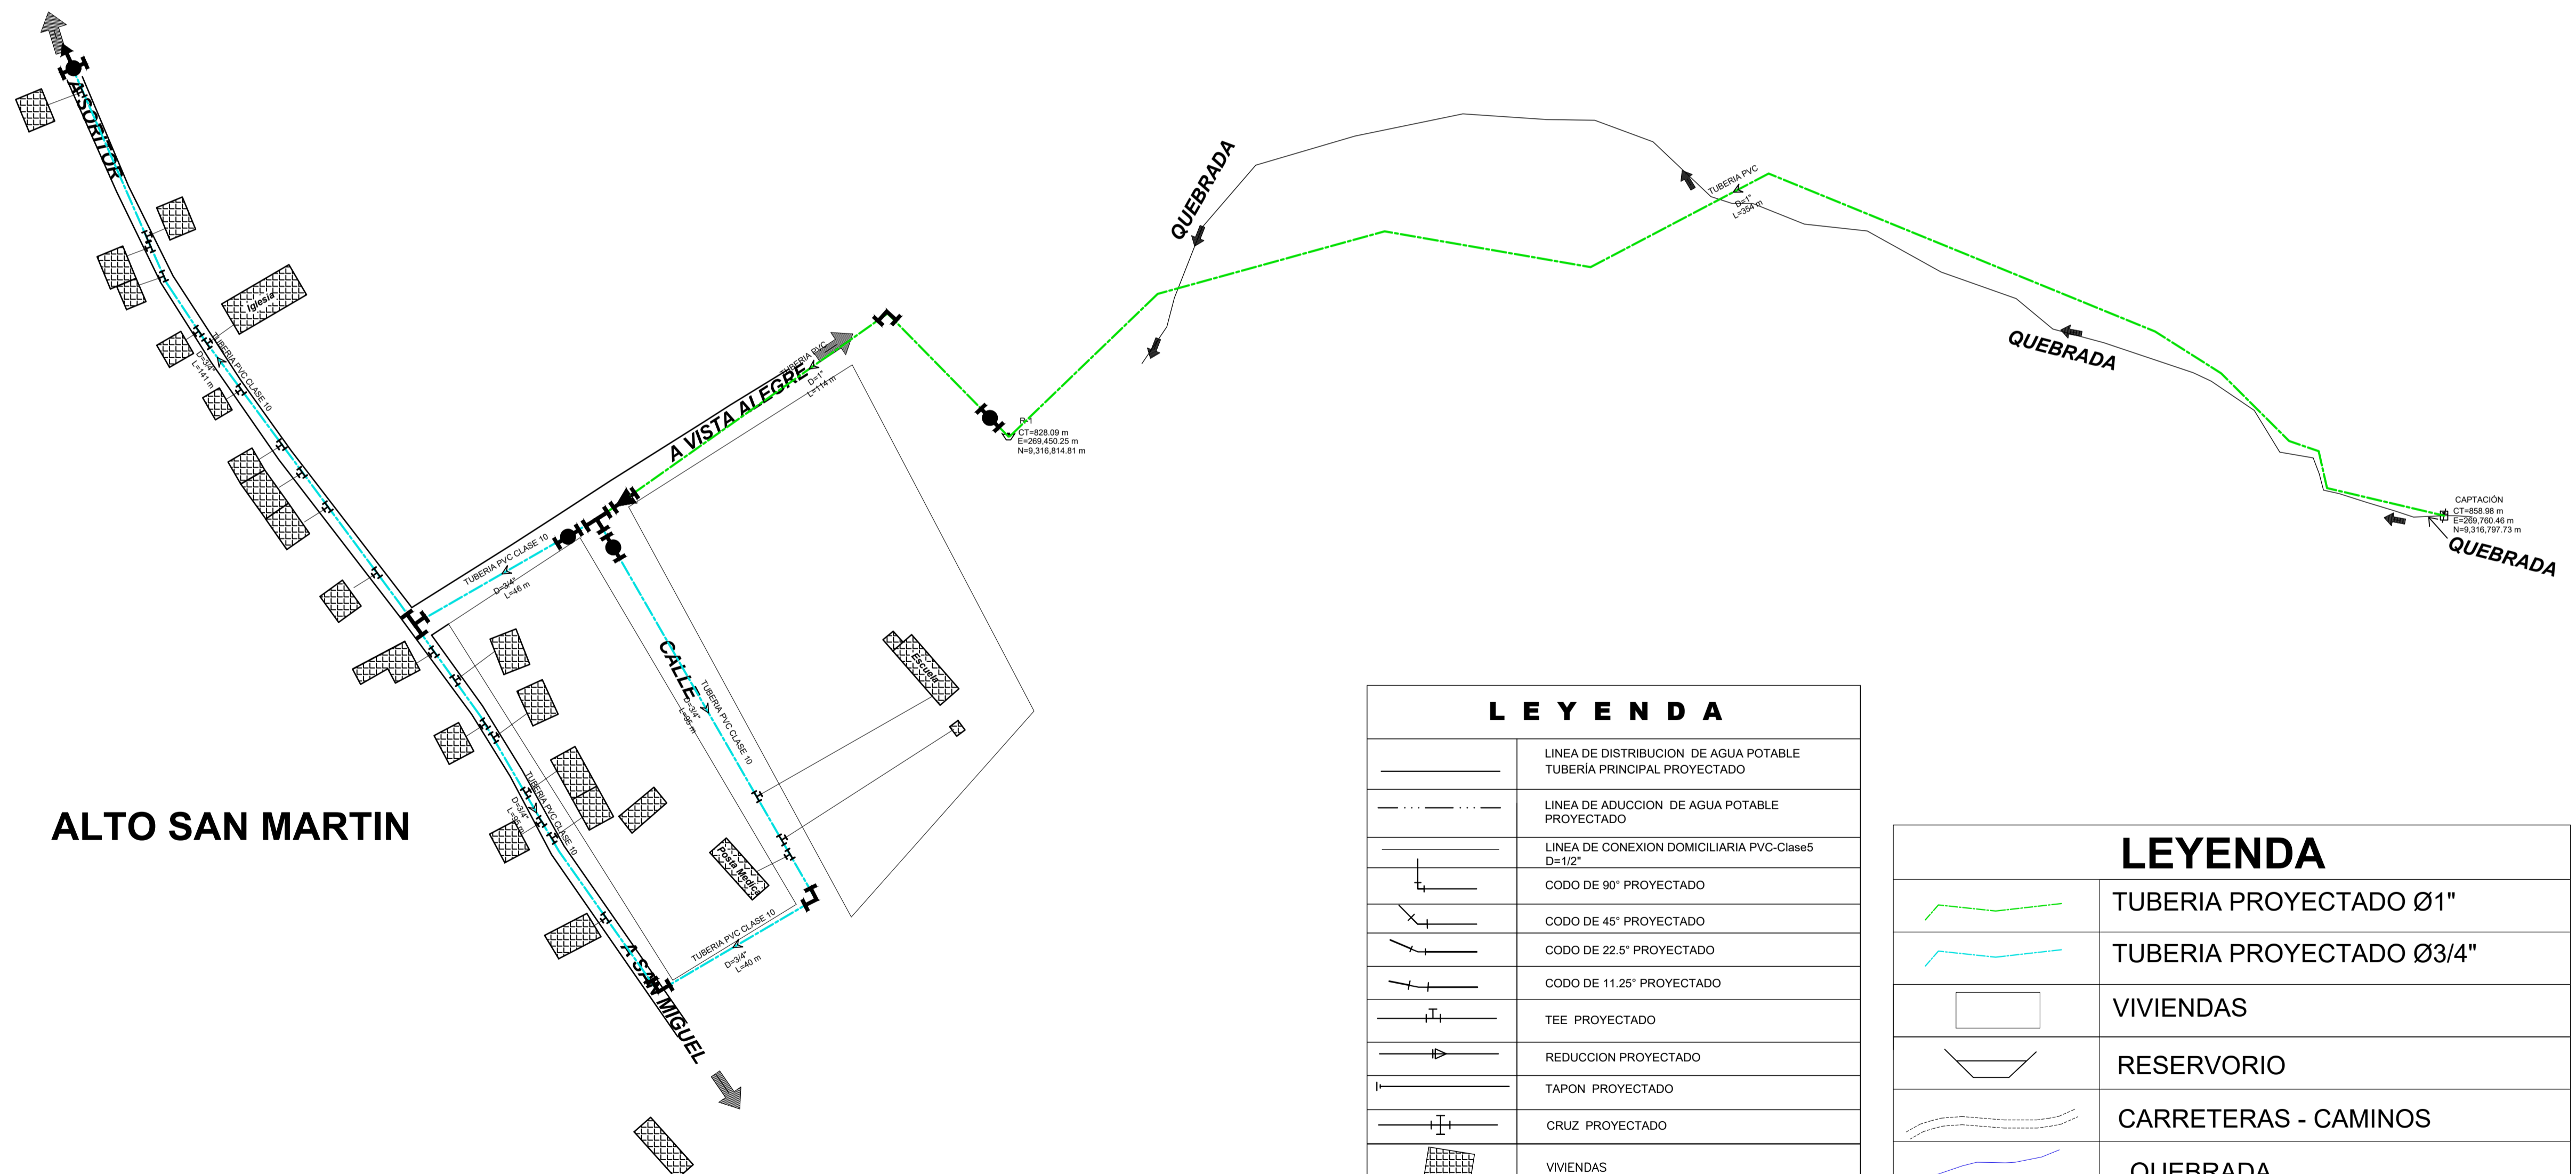 A SORITOR
Iglesia
TUBERIA PVC CLASE 10
D=3/4"
L=141 m
QUEBRADA
TUBERIA PVC
D=1"
L=354 m
QUEBRADA
TUBERIA PVC
D=1"
L=114 m
A VISTA ALEGRE
R-1
CT=828.09 m
E=269,450.25 m
N=9,316,814.81 m
CAPTACIÓN
CT=858.98 m
E=269,760.46 m
N=9,316,797.73 m
QUEBRADA
TUBERIA PVC CLASE 10
D=3/4"
L=46 m
CALLE
TUBERIA PVC CLASE 10
D=3/4"
L=95 m
Escuela
TUBERIA PVC CLASE 10
D=3/4"
ALTO SAN MARTIN
Posta Medica
TUBERIA PVC CLASE 10
D=3/4"
L=40 m
A SAN MIGUEL
LEYENDA
LINEA DE DISTRIBUCION DE AGUA POTABLE
TUBERÍA PRINCIPAL PROYECTADO
LINEA DE ADUCCION DE AGUA POTABLE
PROYECTADO
LINEA DE CONEXION DOMICILIARIA PVC-Clase5
D=1/2"
CODO DE 90° PROYECTADO
CODO DE 45° PROYECTADO
CODO DE 22.5° PROYECTADO
CODO DE 11.25° PROYECTADO
TEE PROYECTADO
REDUCCION PROYECTADO
TAPON PROYECTADO
CRUZ PROYECTADO
VIVIENDAS
LEYENDA
TUBERIA PROYECTADO Ø1"
TUBERIA PROYECTADO Ø3/4"
VIVIENDAS
RESERVORIO
CARRETERAS - CAMINOS
QUEBRADA